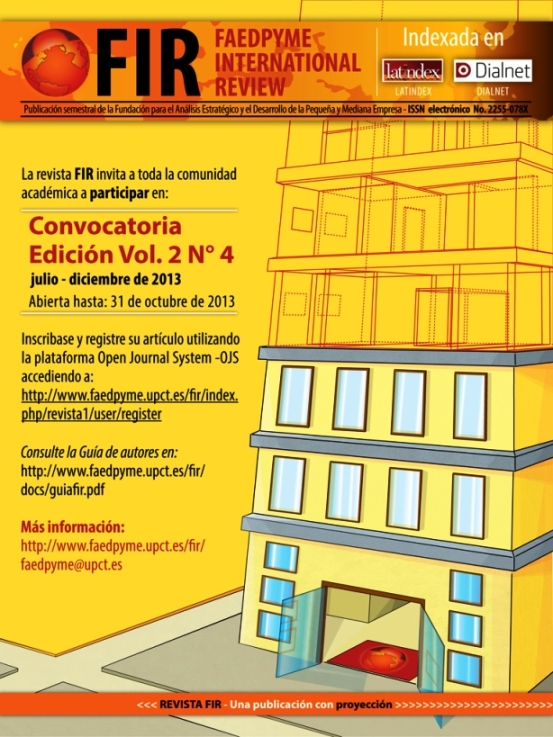 FIR
FAEDPYME
INTERNATIONAL
REVIEW
Indexada en
latindex
LATINDEX
Dialnet
DIALNET
Publicación semestral de la Fundación para el Análisis Estratégico y el Desarrollo de la Pequeña y Mediana Empresa - ISSN electrónico No. 2255-078X
La revista FIR invita a toda la comunidad
académica a participar en:
Convocatoria
Edición Vol. 2 N° 4
julio - diciembre de 2013
Abierta hasta: 31 de octubre de 2013
Inscribase y registre su artículo utilizando
la plataforma Open Journal System -OJS
accediendo a:
http://www.faedpyme.upct.es/fir/index.
php/revista1/user/register
Consulte la Guía de autores en:
http://www.faedpyme.upct.es/fir/
docs/guiafir.pdf
Más información:
http://www.faedpyme.upct.es/fir/
faedpyme@upct.es
<<< REVISTA FIR - Una publicación con proyección >>>>>>>>>>>>>>>>>>>>>>>>>>